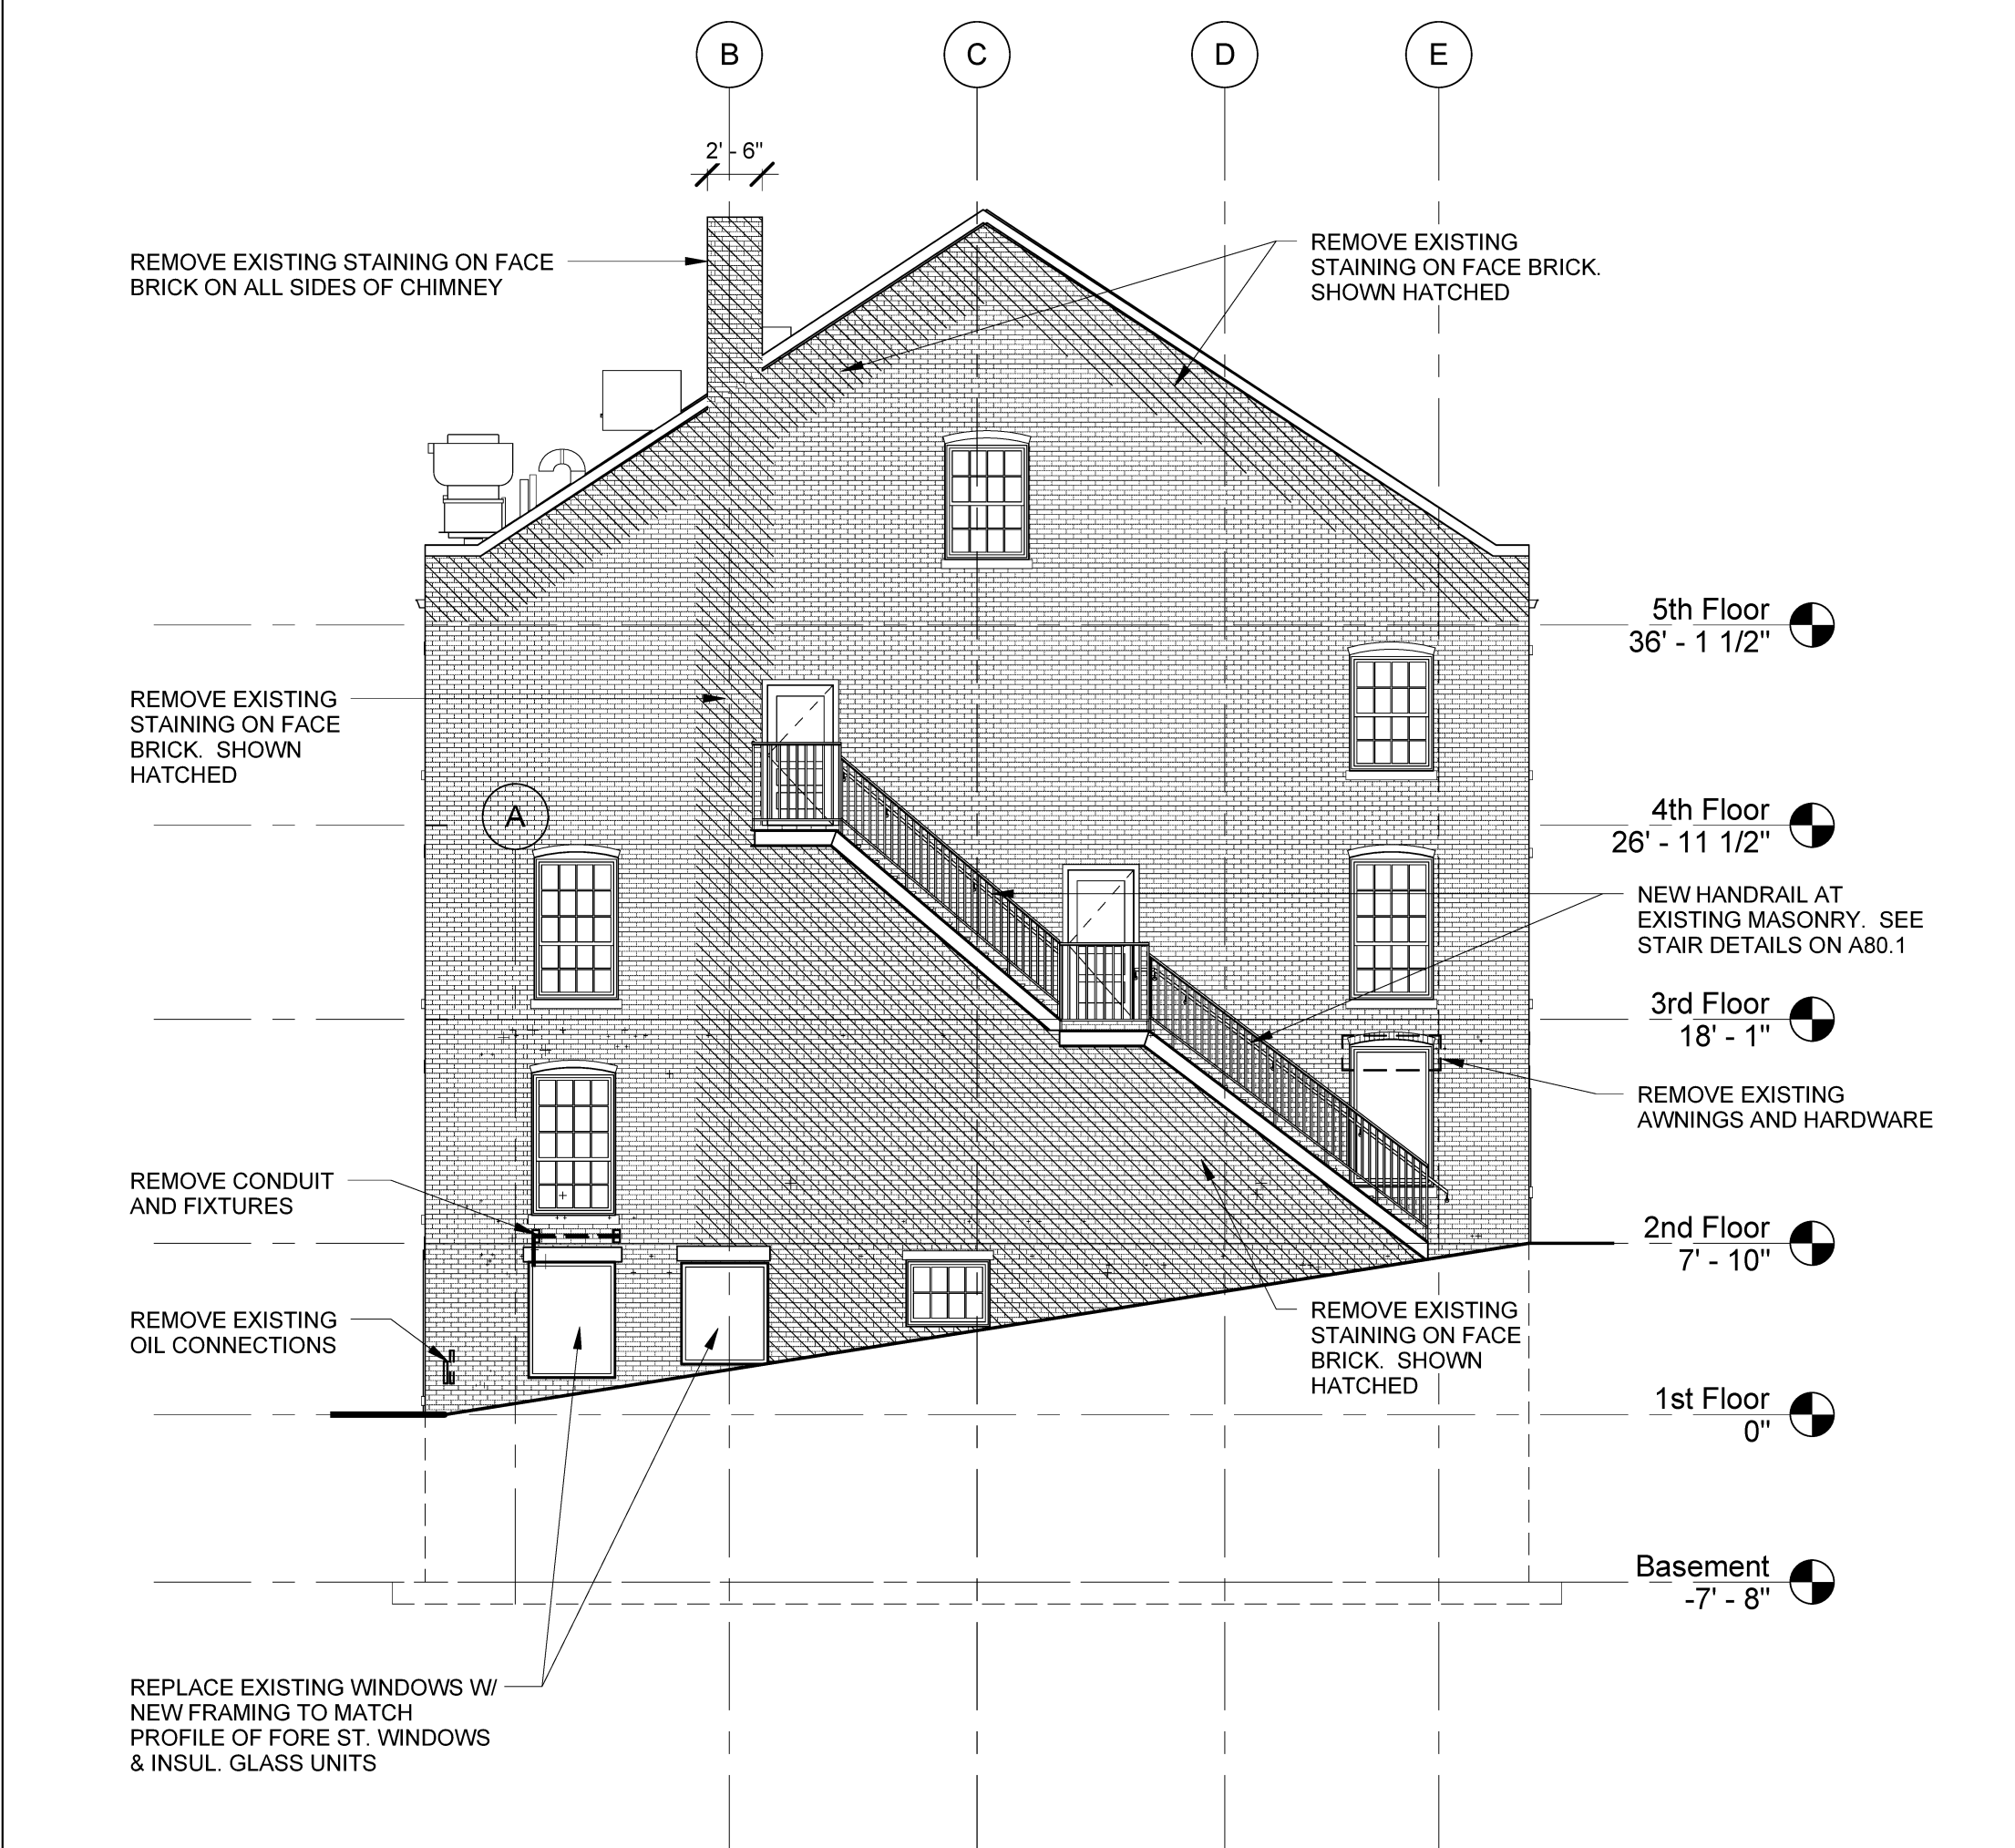 B
C
D
E
2' - 6"
REMOVE EXISTING STAINING ON FACE
BRICK ON ALL SIDES OF CHIMNEY
REMOVE EXISTING
STAINING ON FACE BRICK.
SHOWN HATCHED
5th Floor
36' - 1 1/2"
REMOVE EXISTING
STAINING ON FACE
BRICK.  SHOWN
HATCHED
A
4th Floor
26' - 11 1/2"
NEW HANDRAIL AT
EXISTING MASONRY.  SEE
STAIR DETAILS ON A80.1
3rd Floor
18' - 1"
REMOVE EXISTING
AWNINGS AND HARDWARE
REMOVE CONDUIT
AND FIXTURES
2nd Floor
7' - 10"
REMOVE EXISTING
OIL CONNECTIONS
REMOVE EXISTING
STAINING ON FACE
BRICK.  SHOWN
HATCHED
1st Floor
0"
Basement
-7' - 8"
REPLACE EXISTING WINDOWS W/
NEW FRAMING TO MATCH
PROFILE OF FORE ST. WINDOWS
& INSUL. GLASS UNITS